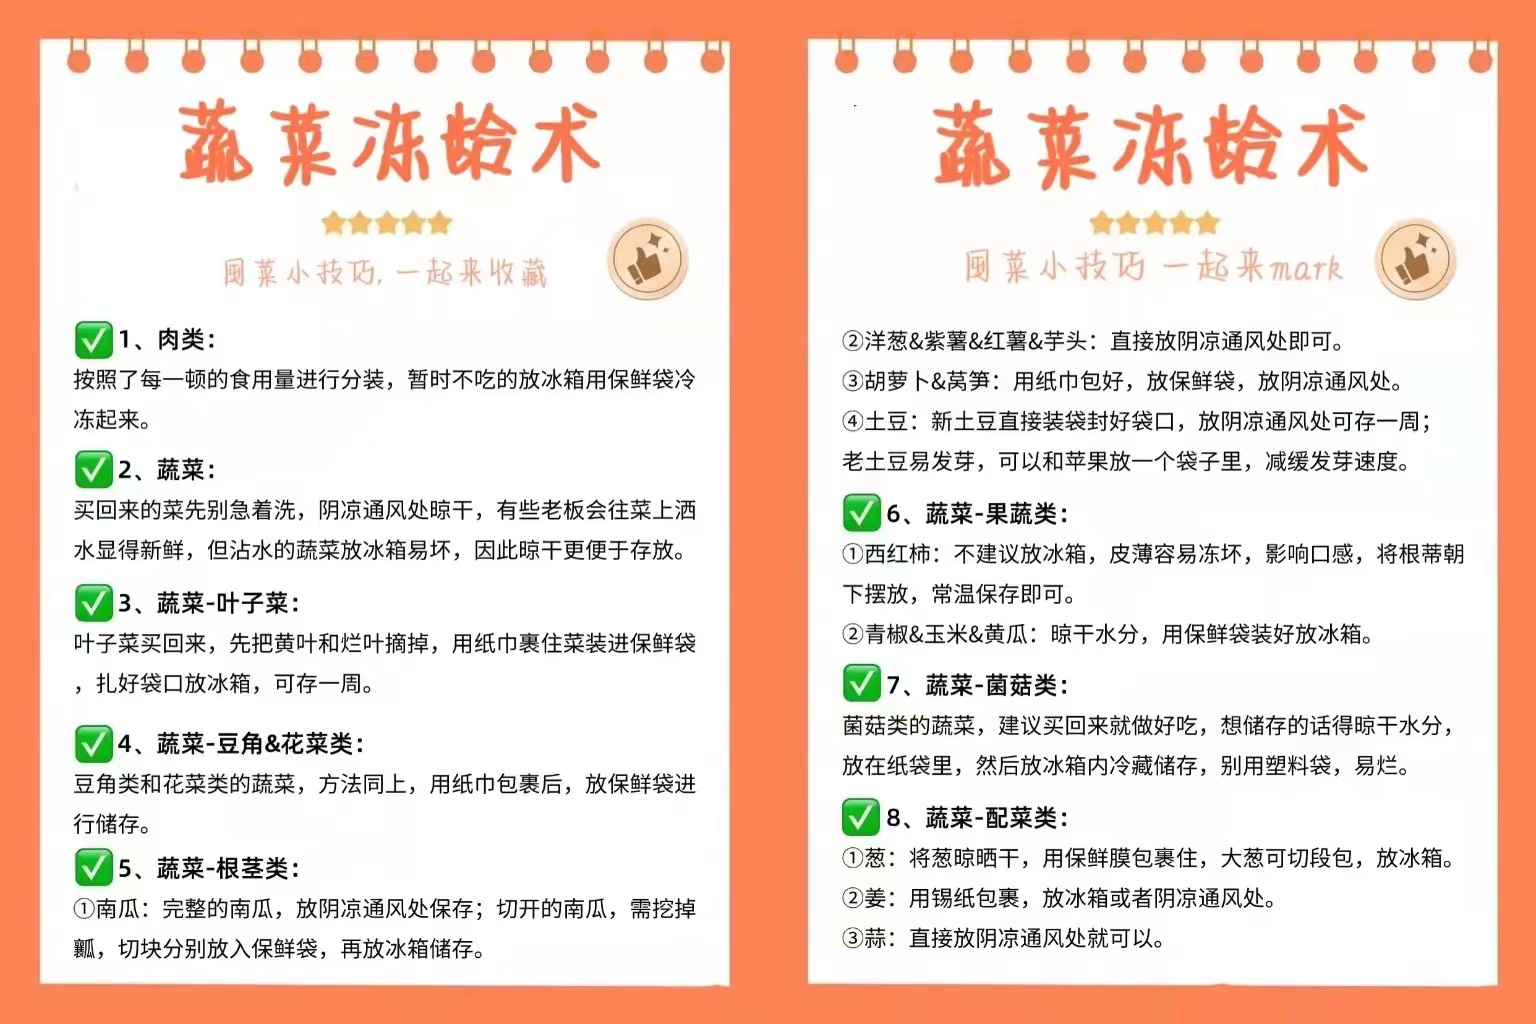 蔬菜冻龄术
囤菜小技巧，一起来收藏
1、肉类：
按照了每一顿的食用量进行分装，暂时不吃的放冰箱用保鲜袋冷
冻起来。
2、蔬菜：
买回来的菜先别急着洗，阴凉通风处晾干，有些老板会往菜上洒
水显得新鲜，但沾水的蔬菜放冰箱易坏，因此晾干更便于存放。
3、蔬菜-叶子菜：
叶子菜买回来，先把黄叶和烂叶摘掉，用纸巾裹住菜装进保鲜袋
，扎好袋口放冰箱，可存一周。
4、蔬菜-豆角&花菜类：
豆角类和花菜类的蔬菜，方法同上，用纸巾包裹后，放保鲜袋进
行储存。
5、蔬菜-根茎类：
①南瓜：完整的南瓜，放阴凉通风处保存；切开的南瓜，需挖掉
瓤，切块分别放入保鲜袋，再放冰箱储存。
蔬菜冻龄术
囤菜小技巧 一起来mark
②洋葱&紫薯&红薯&芋头：直接放阴凉通风处即可。
③胡萝卜&莴笋：用纸巾包好，放保鲜袋，放阴凉通风处。
④土豆：新土豆直接装袋封好袋口，放阴凉通风处可存一周；
老土豆易发芽，可以和苹果放一个袋子里，减缓发芽速度。
6、蔬菜-果蔬类：
①西红柿：不建议放冰箱，皮薄容易冻坏，影响口感，将根蒂朝
下摆放，常温保存即可。
②青椒&玉米&黄瓜：晾干水分，用保鲜袋装好放冰箱。
7、蔬菜-菌菇类：
菌菇类的蔬菜，建议买回来就做好吃，想储存的话得晾干水分，
放在纸袋里，然后放冰箱内冷藏储存，别用塑料袋，易烂。
8、蔬菜-配菜类：
①葱：将葱晾晒干，用保鲜膜包裹住，大葱可切段包，放冰箱。
②姜：用锡纸包裹，放冰箱或者阴凉通风处。
③蒜：直接放阴凉通风处就可以。